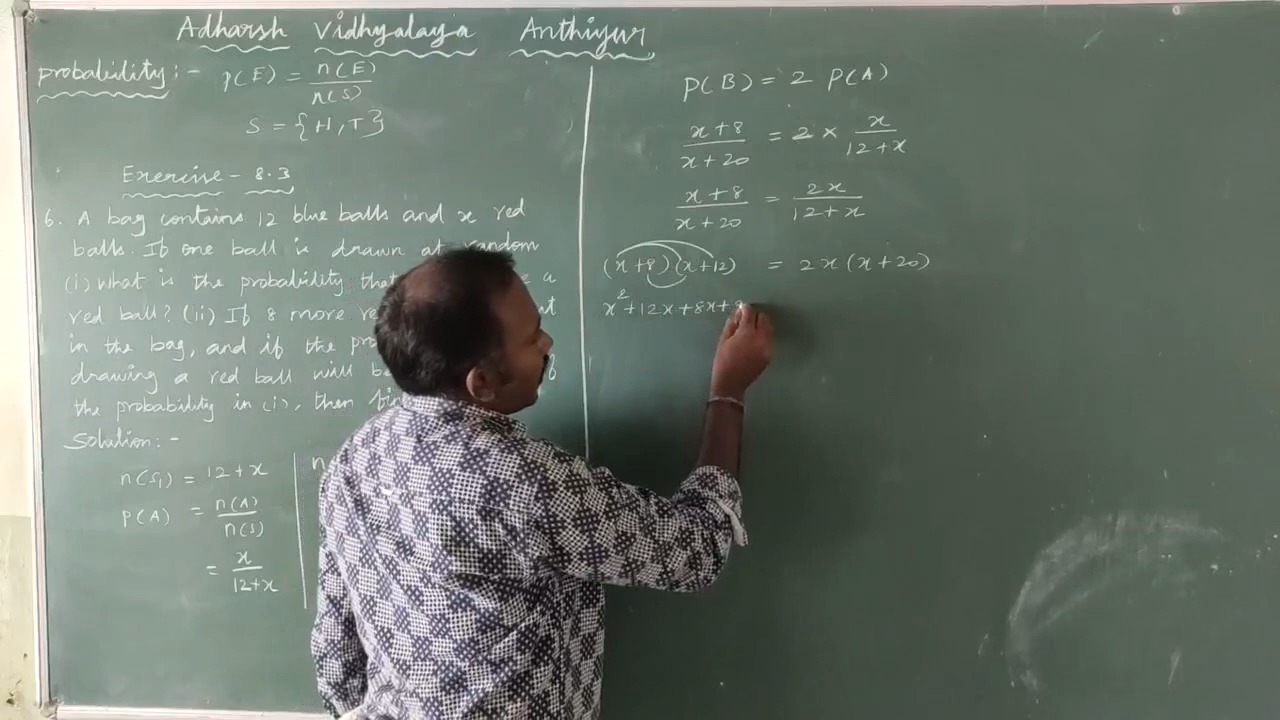 Adharsh Vidhyalaya Anthiyur
probability:- p(E) = n(E)/n(S)
S = {H,T}
Exercise - 8.3
6. A bag contains 12 blue balls and x red
balls. If one ball is drawn at random
(i) what is the a
red ball? (ii) If 8 more
in the bag, and if the
drawing a red ball will
the probability in (i), then
Solution:-
n(S) = 12+x
P(A) = n(A)/n(S)
= x/12+x
n
P(B) = 2 P(A)
x+8/x+20 = 2 × x/12+x
x+8/x+20 = 2x/12+x
(x+8)(x+12) = 2x(x+20)
x²+12x+8x+